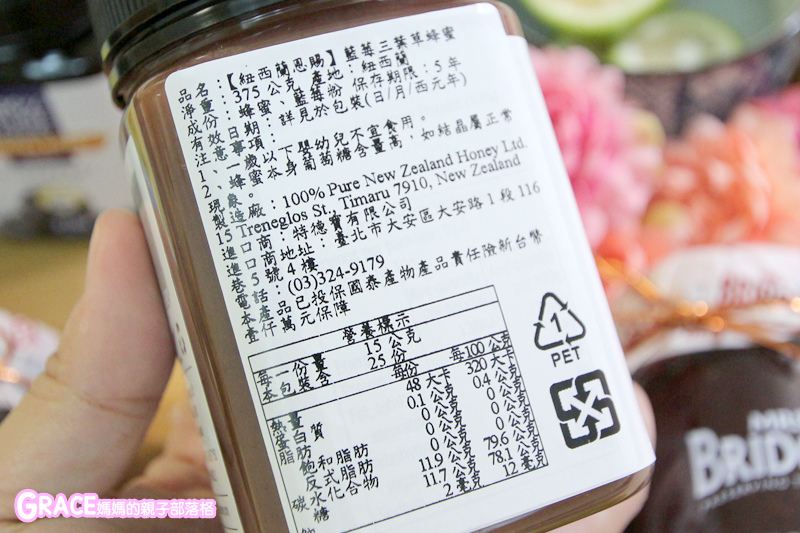 品名：【紐西蘭恩賜】藍莓三葉草蜂蜜
淨重：375 公克 產地：紐西蘭
成份：蜂蜜、藍莓粉 保存期限：5 年
有效日期：詳見於包裝(日/月/西元年)
注意事項：
1、一歲以下嬰幼兒不宜食用。
2、蜂蜜本身葡萄糖含量高，如結晶屬正常
現象。
製造廠：100% Pure New Zealand Honey Ltd.
15 Treneglos St, Timaru 7910, New Zealand
進口商：特德寶有限公司
進口商地址：臺北市大安區大安路 1 段 116
巷 5 號 4 樓
電話：(03)324-9179
本產品已投保國泰產物產品責任險新台幣
壹仟萬元保障
營養標示
每一份量 15 公克
本包裝含 25 份
每份 每100公克
熱量 48 大卡 320 大卡
蛋白質 0.1 公克 0.4 公克
脂肪 0 公克 0 公克
飽和脂肪 0 公克 0 公克
反式脂肪 0 公克 0 公克
碳水化合物 11.9 公克 79.6 公克
糖 11.7 公克 78.1 公克
2 毫克 12 毫克
1
PET
MRS
BRIDG
GRACE媽媽的親子部落格